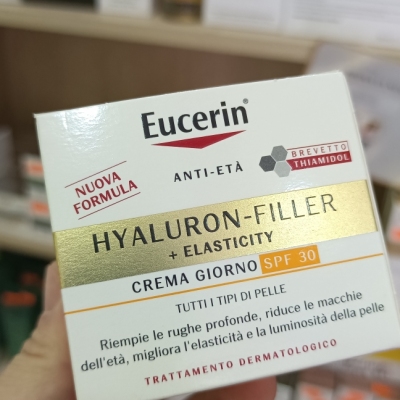 Eucerin®
ANTI-ETÀ
BREVETTO
THIAMIDOL
NUOVA
FORMULA
HYALURON-FILLER
+ ELASTICITY
CREMA GIORNO SPF 30
TUTTI I TIPI DI PELLE
Riempie le rughe profonde, riduce le macchie
dell'età, migliora l'elasticità e la luminosità della pelle
TRATTAMENTO DERMATOLOGICO